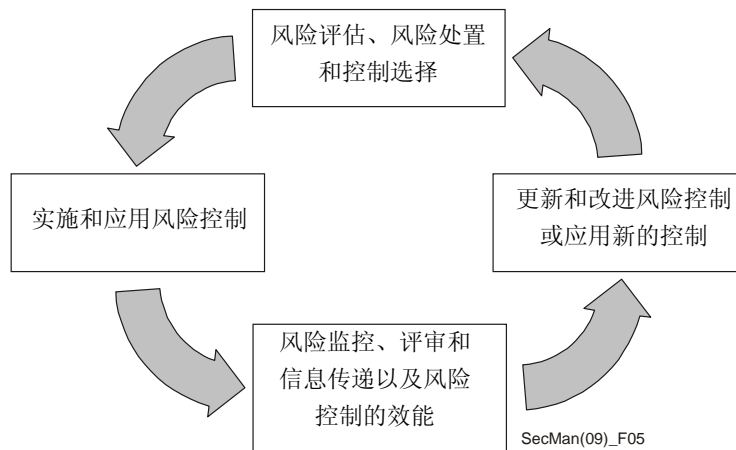 风险评估、风险处置
和控制选择
实施和应用风险控制
更新和改进风险控制
或应用新的控制
风险监控、评审和
信息传递以及风险
控制的效能
SecMan(09)_F05